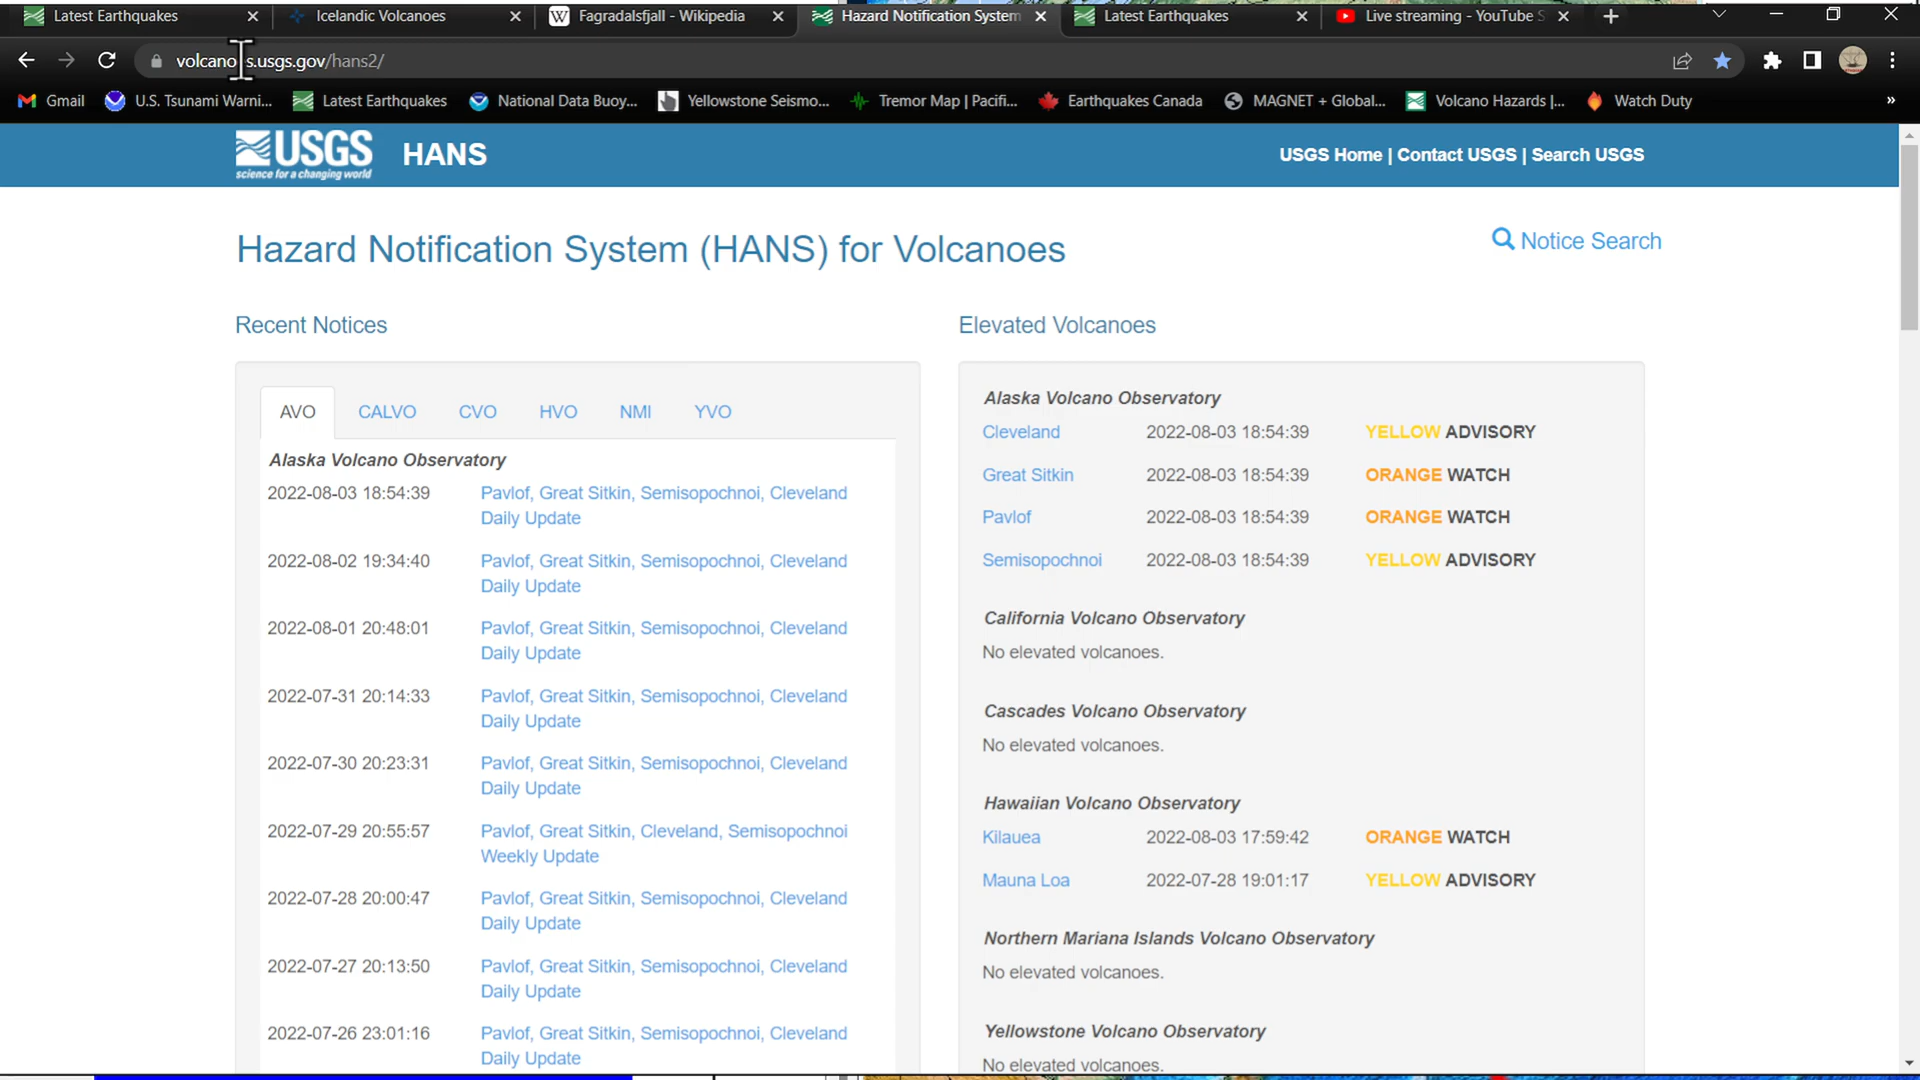 Latest Earthquakes
Icelandic Volcanoes
Fagradalsfjall - Wikipedia
Hazard Notification System
Latest Earthquakes
Live streaming - YouTube S
s.usgs.gov/hans2/
Gmail
U.S. Tsunami Warni...
Latest Earthquakes
National Data Buoy...
Yellowstone Seismo...
Tremor Map | Pacifi...
Earthquakes Canada
MAGNET + Global...
Volcano Hazards |...
Watch Duty
»
USGS
science for a changing world
HANS
USGS Home | Contact USGS | Search USGS
Hazard Notification System (HANS) for Volcanoes
Notice Search
Recent Notices
AVO CALVO CVO HVO NMI YVO
Alaska Volcano Observatory
2022-08-03 18:54:39 Pavlof, Great Sitkin, Semisopochnoi, Cleveland
Daily Update
2022-08-02 19:34:40 Pavlof, Great Sitkin, Semisopochnoi, Cleveland
Daily Update
2022-08-01 20:48:01 Pavlof, Great Sitkin, Semisopochnoi, Cleveland
Daily Update
2022-07-31 20:14:33 Pavlof, Great Sitkin, Semisopochnoi, Cleveland
Daily Update
2022-07-30 20:23:31 Pavlof, Great Sitkin, Semisopochnoi, Cleveland
Daily Update
2022-07-29 20:55:57 Pavlof, Great Sitkin, Cleveland, Semisopochnoi
Weekly Update
2022-07-28 20:00:47 Pavlof, Great Sitkin, Semisopochnoi, Cleveland
Daily Update
2022-07-27 20:13:50 Pavlof, Great Sitkin, Semisopochnoi, Cleveland
Daily Update
2022-07-26 23:01:16 Pavlof, Great Sitkin, Semisopochnoi, Cleveland
Daily Update
Elevated Volcanoes
Alaska Volcano Observatory
Cleveland 2022-08-03 18:54:39 YELLOW ADVISORY
Great Sitkin 2022-08-03 18:54:39 ORANGE WATCH
Pavlof 2022-08-03 18:54:39 ORANGE WATCH
Semisopochnoi 2022-08-03 18:54:39 YELLOW ADVISORY
California Volcano Observatory
No elevated volcanoes.
Cascades Volcano Observatory
No elevated volcanoes.
Hawaiian Volcano Observatory
Kilauea 2022-08-03 17:59:42 ORANGE WATCH
Mauna Loa 2022-07-28 19:01:17 YELLOW ADVISORY
Northern Mariana Islands Volcano Observatory
No elevated volcanoes.
Yellowstone Volcano Observatory
No elevated volcanoes.